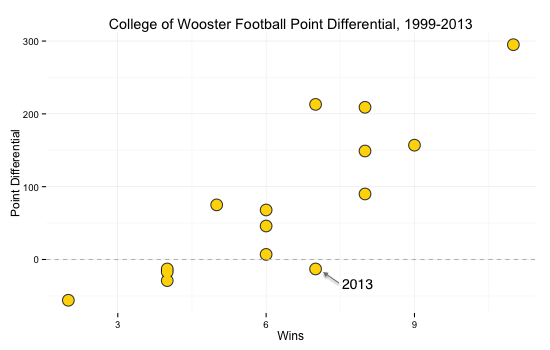 College of Wooster Football Point Differential, 1999-2013
300
200
100
0
Point Differential
2013
3 6 9
Wins